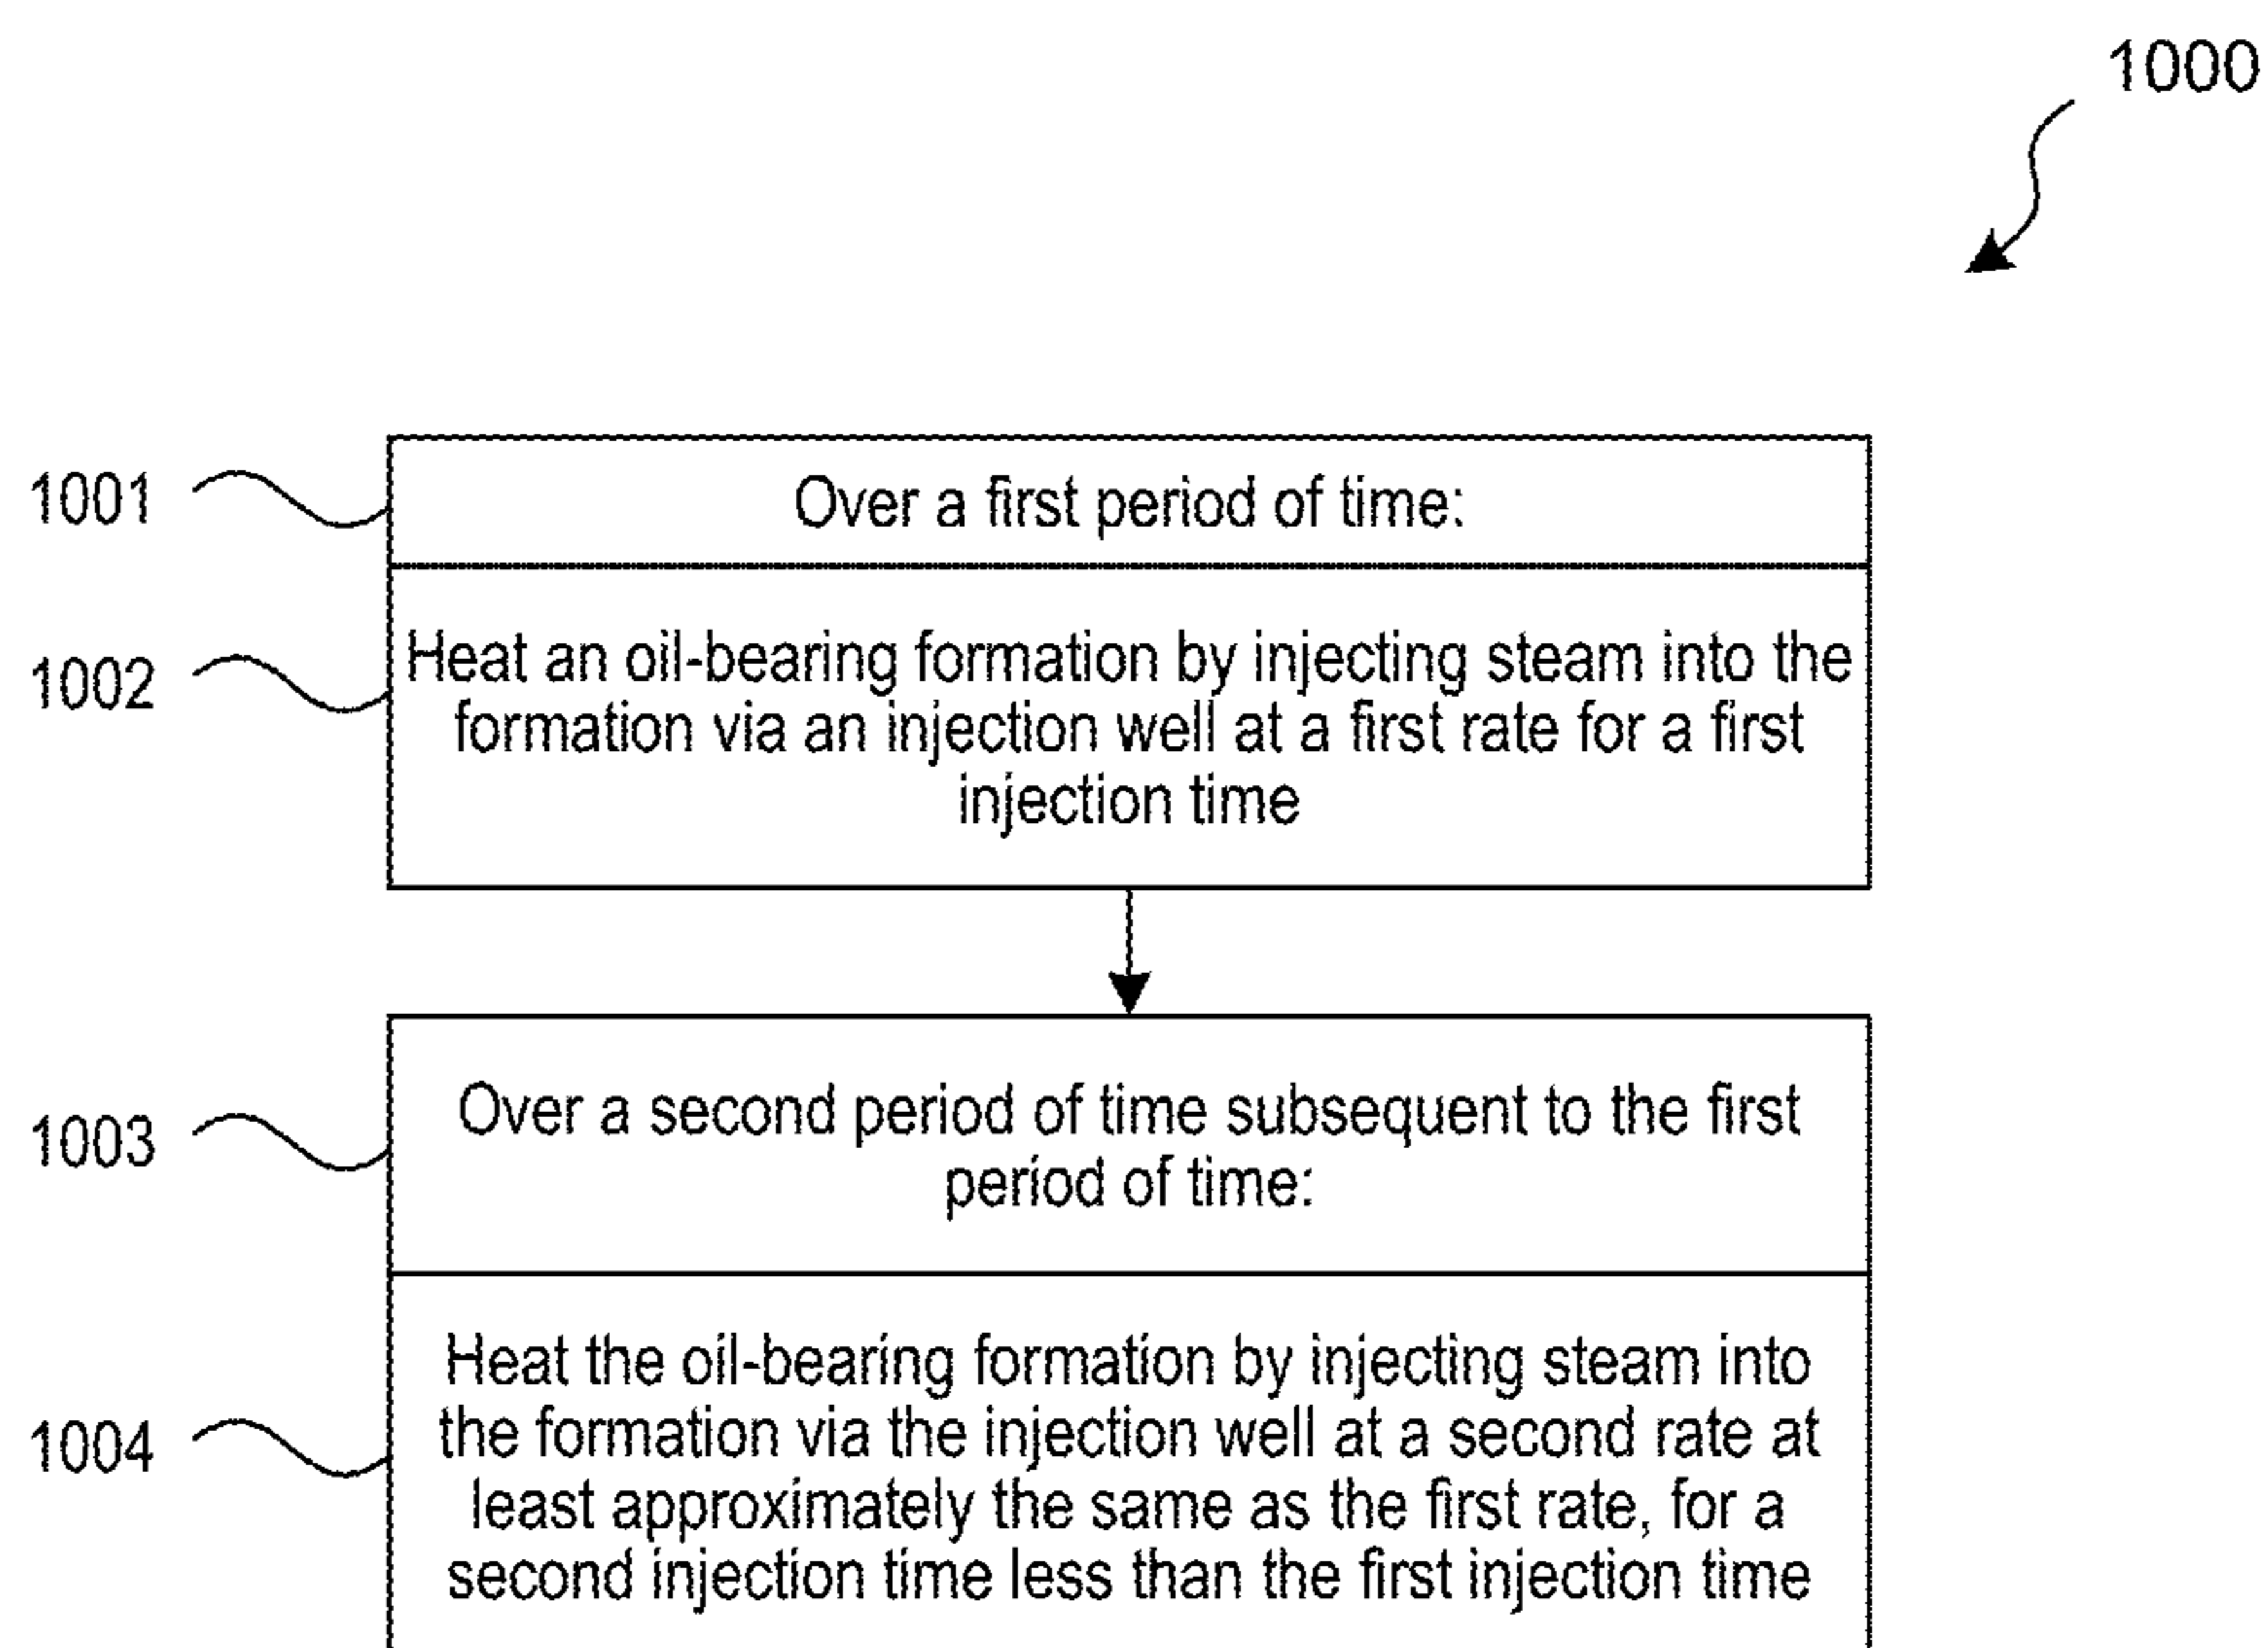 1000
1001
Over a first period of time:
1002
Heat an oil-bearing formation by injecting steam into the
formation via an injection well at a first rate for a first
injection time
1003
Over a second period of time subsequent to the first
period of time:
1004
Heat the oil-bearing formation by injecting steam into
the formation via the injection well at a second rate at
least approximately the same as the first rate, for a
second injection time less than the first injection time